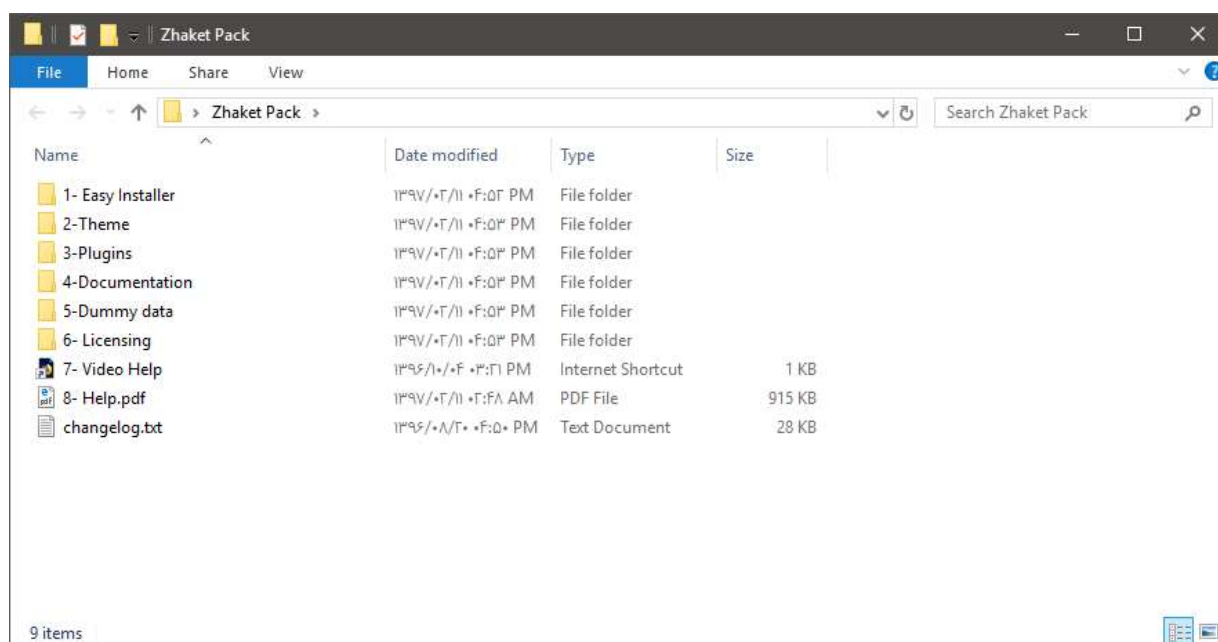 Zhaket Pack
File Home Share View
Zhaket Pack Search Zhaket Pack
Name Date modified Type Size
1- Easy Installer ۱۳۹۷/۰۲/۱۱ ۰۴:۵۲ PM File folder
2-Theme ۱۳۹۷/۰۲/۱۱ ۰۴:۵۳ PM File folder
3-Plugins ۱۳۹۷/۰۲/۱۱ ۰۴:۵۳ PM File folder
4-Documentation ۱۳۹۷/۰۲/۱۱ ۰۴:۵۳ PM File folder
5-Dummy data ۱۳۹۷/۰۲/۱۱ ۰۴:۵۳ PM File folder
6- Licensing ۱۳۹۷/۰۲/۱۱ ۰۴:۵۳ PM File folder
7- Video Help ۱۳۹۶/۱۰/۰۴ ۰۳:۲۱ PM Internet Shortcut 1 KB
8- Help.pdf ۱۳۹۷/۰۲/۱۱ ۰۲:۴۸ AM PDF File 915 KB
changelog.txt ۱۳۹۶/۰۸/۲۰ ۰۴:۵۰ PM Text Document 28 KB
9 items